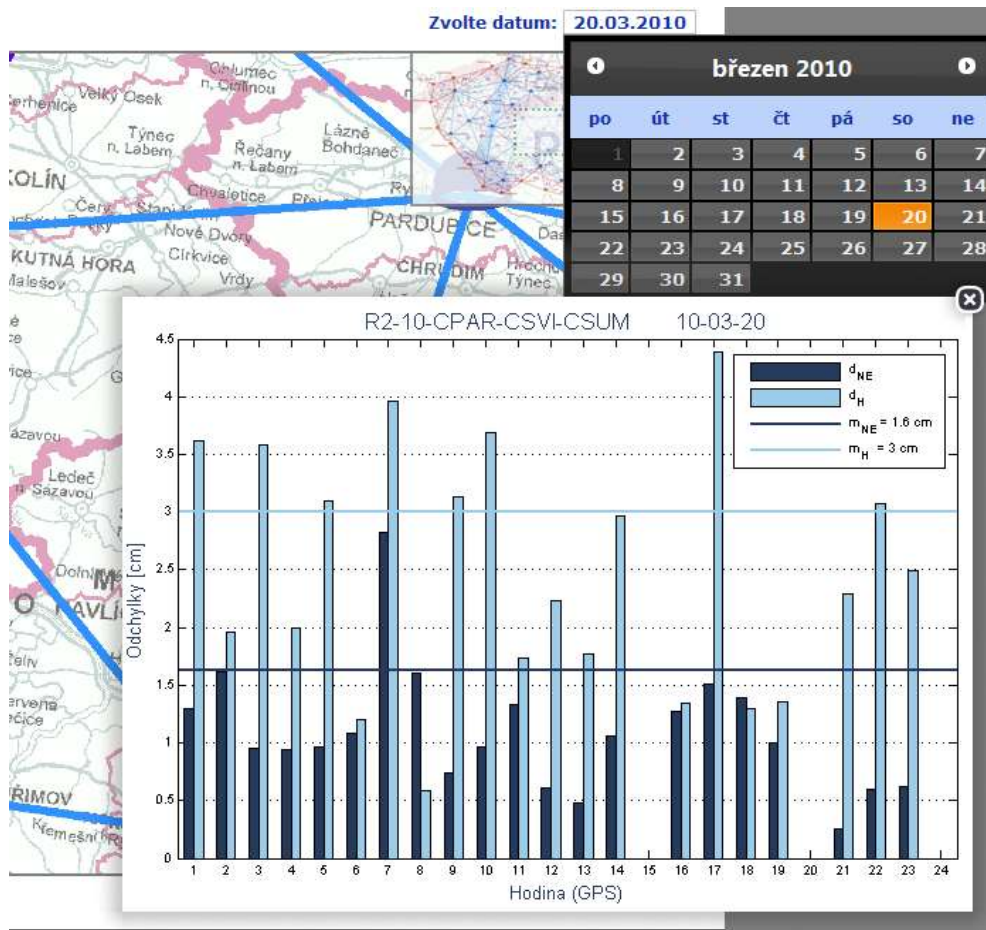 Zvolte datum: 20.03.2010
březen 2010
po út st čt pá so ne
1 2 3 4 5 6 7
8 9 10 11 12 13 14
15 16 17 18 19 20 21
22 23 24 25 26 27 28
29 30 31
Chlumec
n. Cidlinou
Velký Osek
Týnec
n. Labem
Řečany
n. Labem
Lázně
Bohdaneč
KOLÍN
Chvaletice
PARDUBICE
Nové Dvory
Církvice
KUTNÁ HORA
Malešov
Vrdy
CHRUDIM
Týnec
Ledeč
n. Sázavou
R2-10-CPAR-CSVI-CSUM 10-03-20
Odchylky [cm]
4.5
4
3.5
3
2.5
2
1.5
1
0.5
0
d NE
d H
m NE = 1.6 cm
m H = 3 cm
1 2 3 4 5 6 7 8 9 10 11 12 13 14 15 16 17 18 19 20 21 22 23 24
Hodina (GPS)